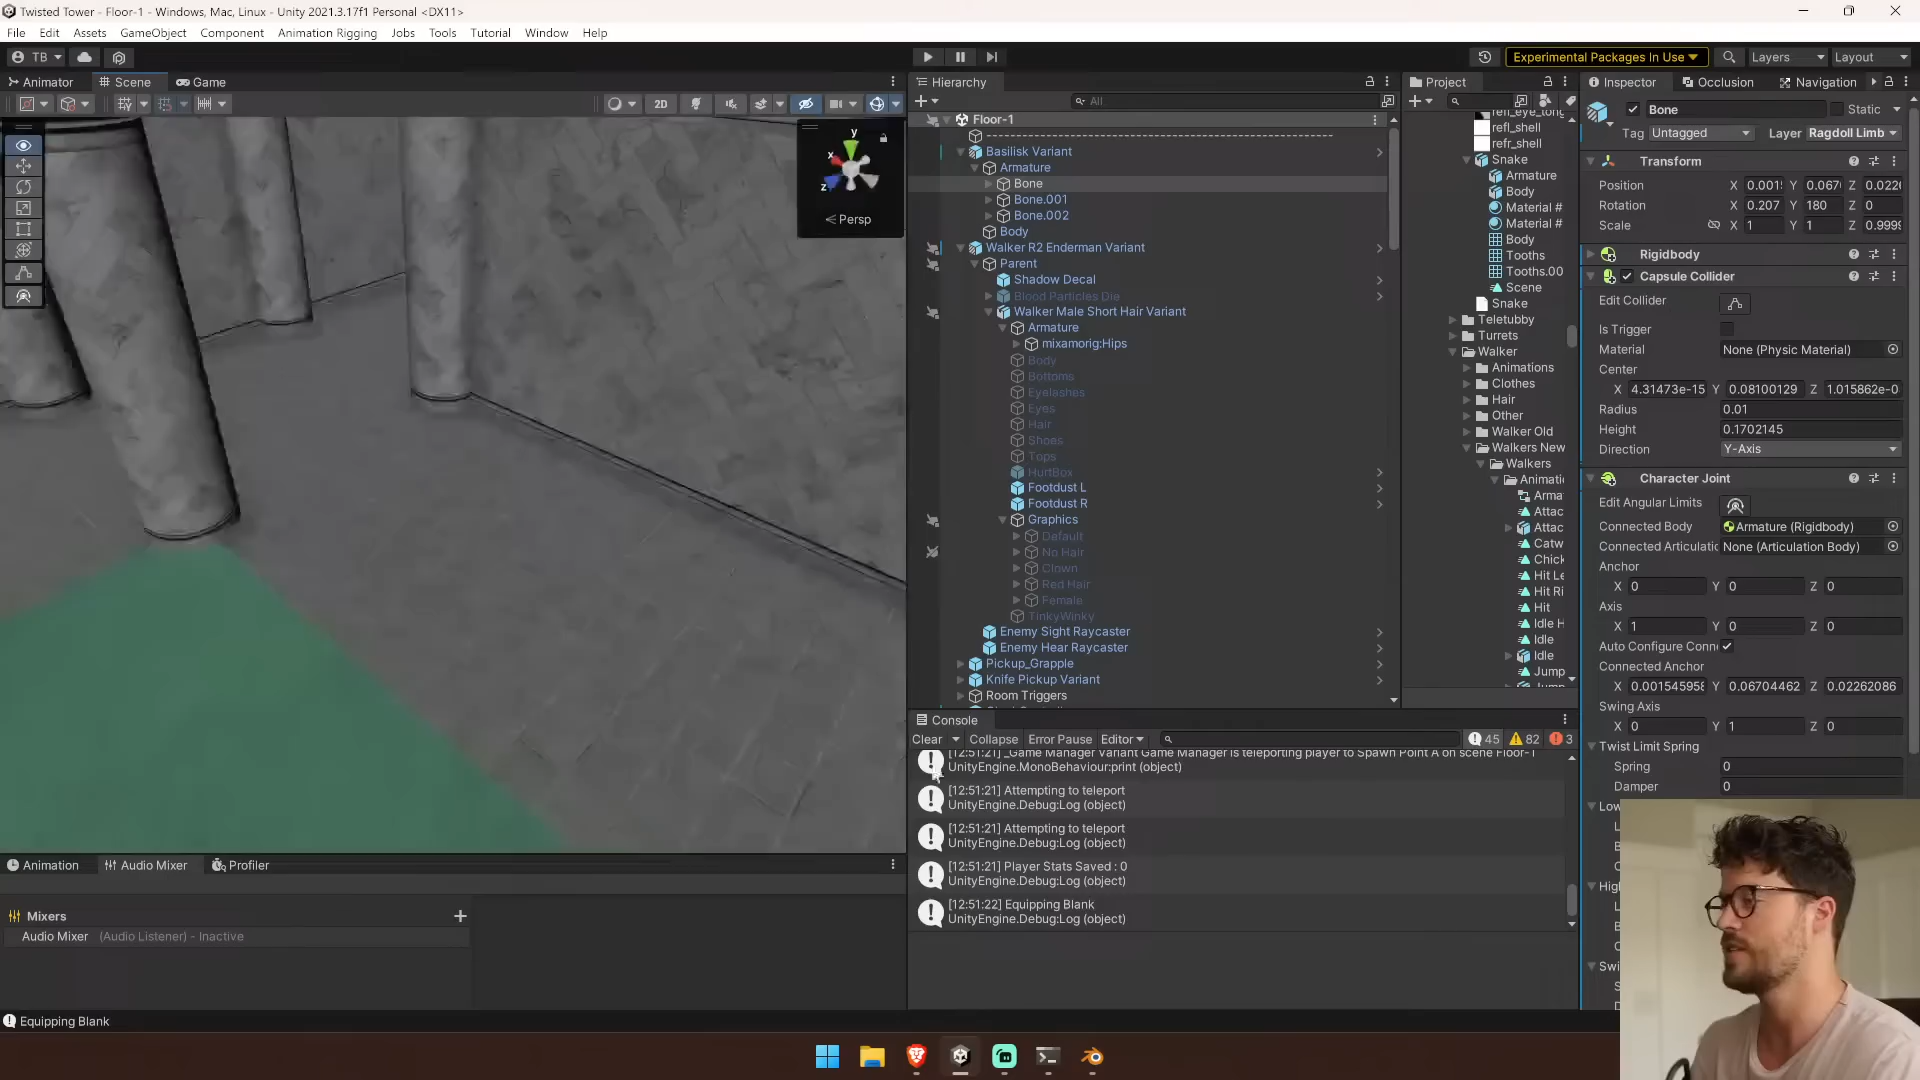 Twisted Tower - Floor-1 - Windows, Mac, Linux - Unity 2021.3.17f1 Personal <DX11>
File Edit Assets GameObject Component Animation Rigging Jobs Tools Tutorial Window Help
TB
Experimental Packages In Use
Layers
Layout
Animator
Scene
Game
2D
y
x
z
Persp
Animation
Audio Mixer
Profiler
Mixers
Audio Mixer (Audio Listener) - Inactive
Equipping Blank
Hierarchy
All
Floor-1
Basilisk Variant
Armature
Bone
Bone.001
Bone.002
Body
Walker R2 Enderman Variant
Parent
Shadow Decal
Blood Particles Die
Walker Male Short Hair Variant
Armature
mixamorig:Hips
Body
Bottoms
Eyelashes
Eyes
Hair
Shoes
Tops
HurtBox
Footdust L
Footdust R
Graphics
Default
No Hair
Clown
Red Hair
Female
TinkyWinky
Enemy Sight Raycaster
Enemy Hear Raycaster
Pickup_Grapple
Knife Pickup Variant
Room Triggers
Project
refl_shell
refr_shell
Snake
Armature
Body
Material #
Material #
Body
Tooths
Tooths.00
Scene
Snake
Teletubby
Turrets
Walker
Animations
Clothes
Hair
Other
Walker Old
Walkers New
Walkers
Animatio
Arma
Attac
Attac
Catw
Chick
Hit Le
Hit Ri
Hit
Idle H
Idle
Idle
Jump
Console
Clear Collapse Error Pause Editor
45 82 3
[12:51:21] _Game Manager Variant Game Manager is teleporting player to Spawn Point A on scene Floor-1
UnityEngine.MonoBehaviour:print (object)
[12:51:21] Attempting to teleport
UnityEngine.Debug:Log (object)
[12:51:21] Attempting to teleport
UnityEngine.Debug:Log (object)
[12:51:21] Player Stats Saved : 0
UnityEngine.Debug:Log (object)
[12:51:22] Equipping Blank
UnityEngine.Debug:Log (object)
Inspector Occlusion Navigation
Bone Static
Tag Untagged Layer Ragdoll Limb
Transform
Position X 0.001 Y 0.067 Z 0.022
Rotation X 0.207 Y 180 Z 0
Scale X 1 Y 1 Z 0.9999
Rigidbody
Capsule Collider
Edit Collider
Is Trigger
Material None (Physic Material)
Center
X 4.31473e-15 Y 0.08100129 Z 1.015862e-0
Radius 0.01
Height 0.1702145
Direction Y-Axis
Character Joint
Edit Angular Limits
Connected Body Armature (Rigidbody)
Connected Articulatic None (Articulation Body)
Anchor
X 0 Y 0 Z 0
Axis
X 1 Y 0 Z 0
Auto Configure Conn
Connected Anchor
X 0.001545958 Y 0.06704462 Z 0.02262086
Swing Axis
X 0 Y 1 Z 0
Twist Limit Spring
Spring 0
Damper 0
Low
Hig
Swi